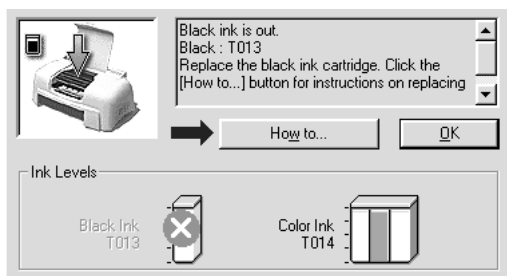 Black ink is out.
Black : T013
Replace the black ink cartridge. Click the
[How to...] button for instructions on replacing
How to...
OK
Ink Levels
Black Ink
T013
Color Ink
T014